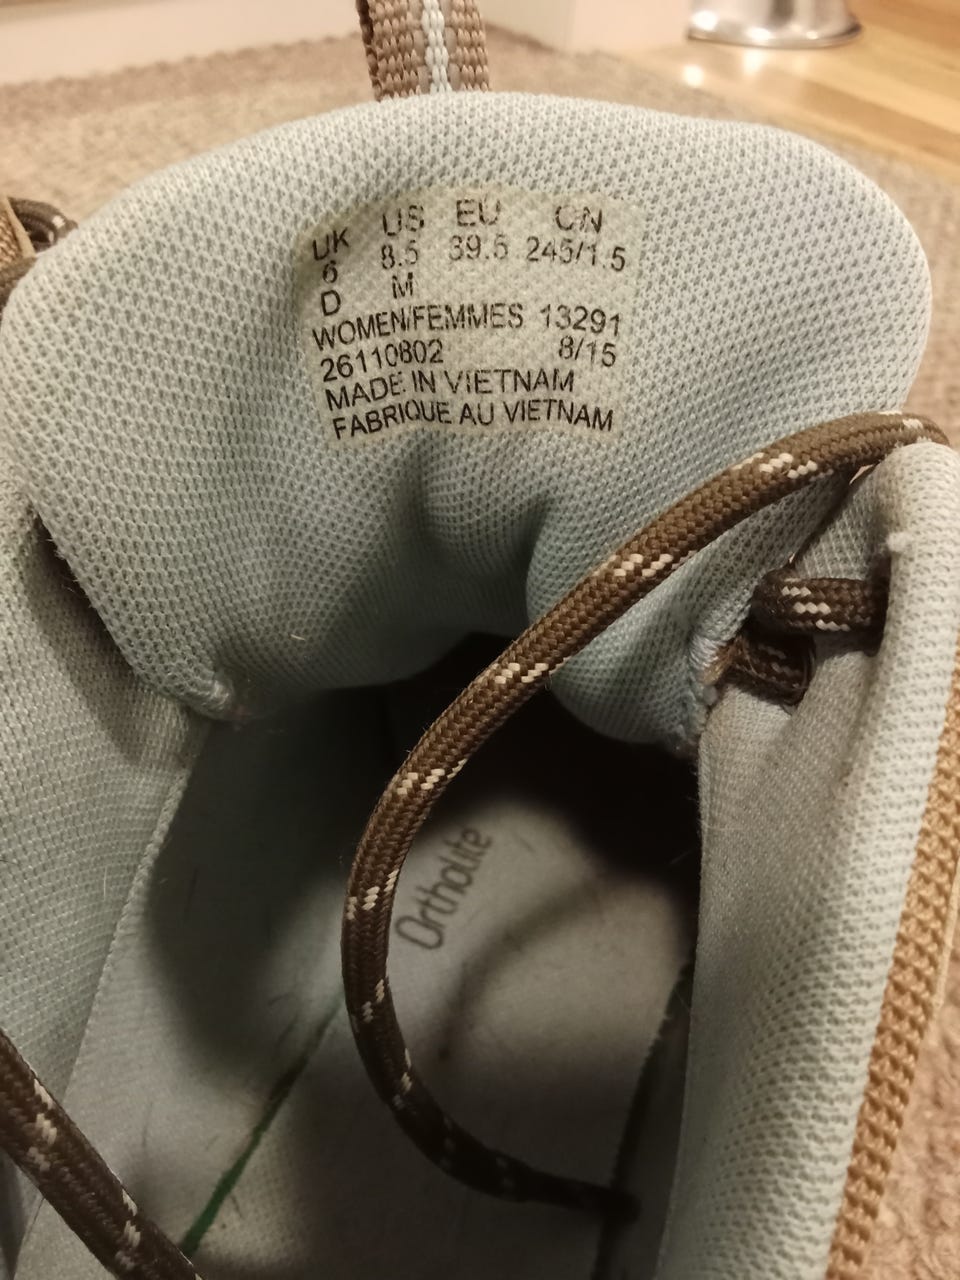 UK US EU CN
6 8.5 39.5 245/1.5
D M
WOMEN/FEMMES 13291
26110802 8/15
MADE IN VIETNAM
FABRIQUE AU VIETNAM
Ortholite